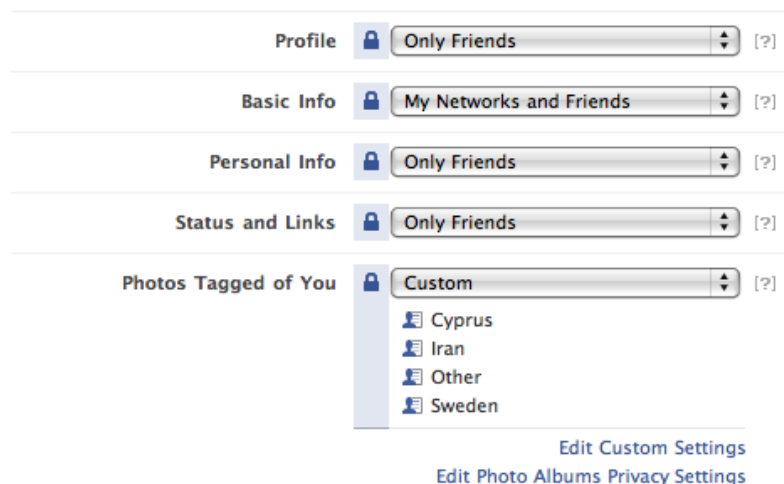 Profile Only Friends [?]
Basic Info My Networks and Friends [?]
Personal Info Only Friends [?]
Status and Links Only Friends [?]
Photos Tagged of You Custom [?]
Cyprus
Iran
Other
Sweden
Edit Custom Settings
Edit Photo Albums Privacy Settings